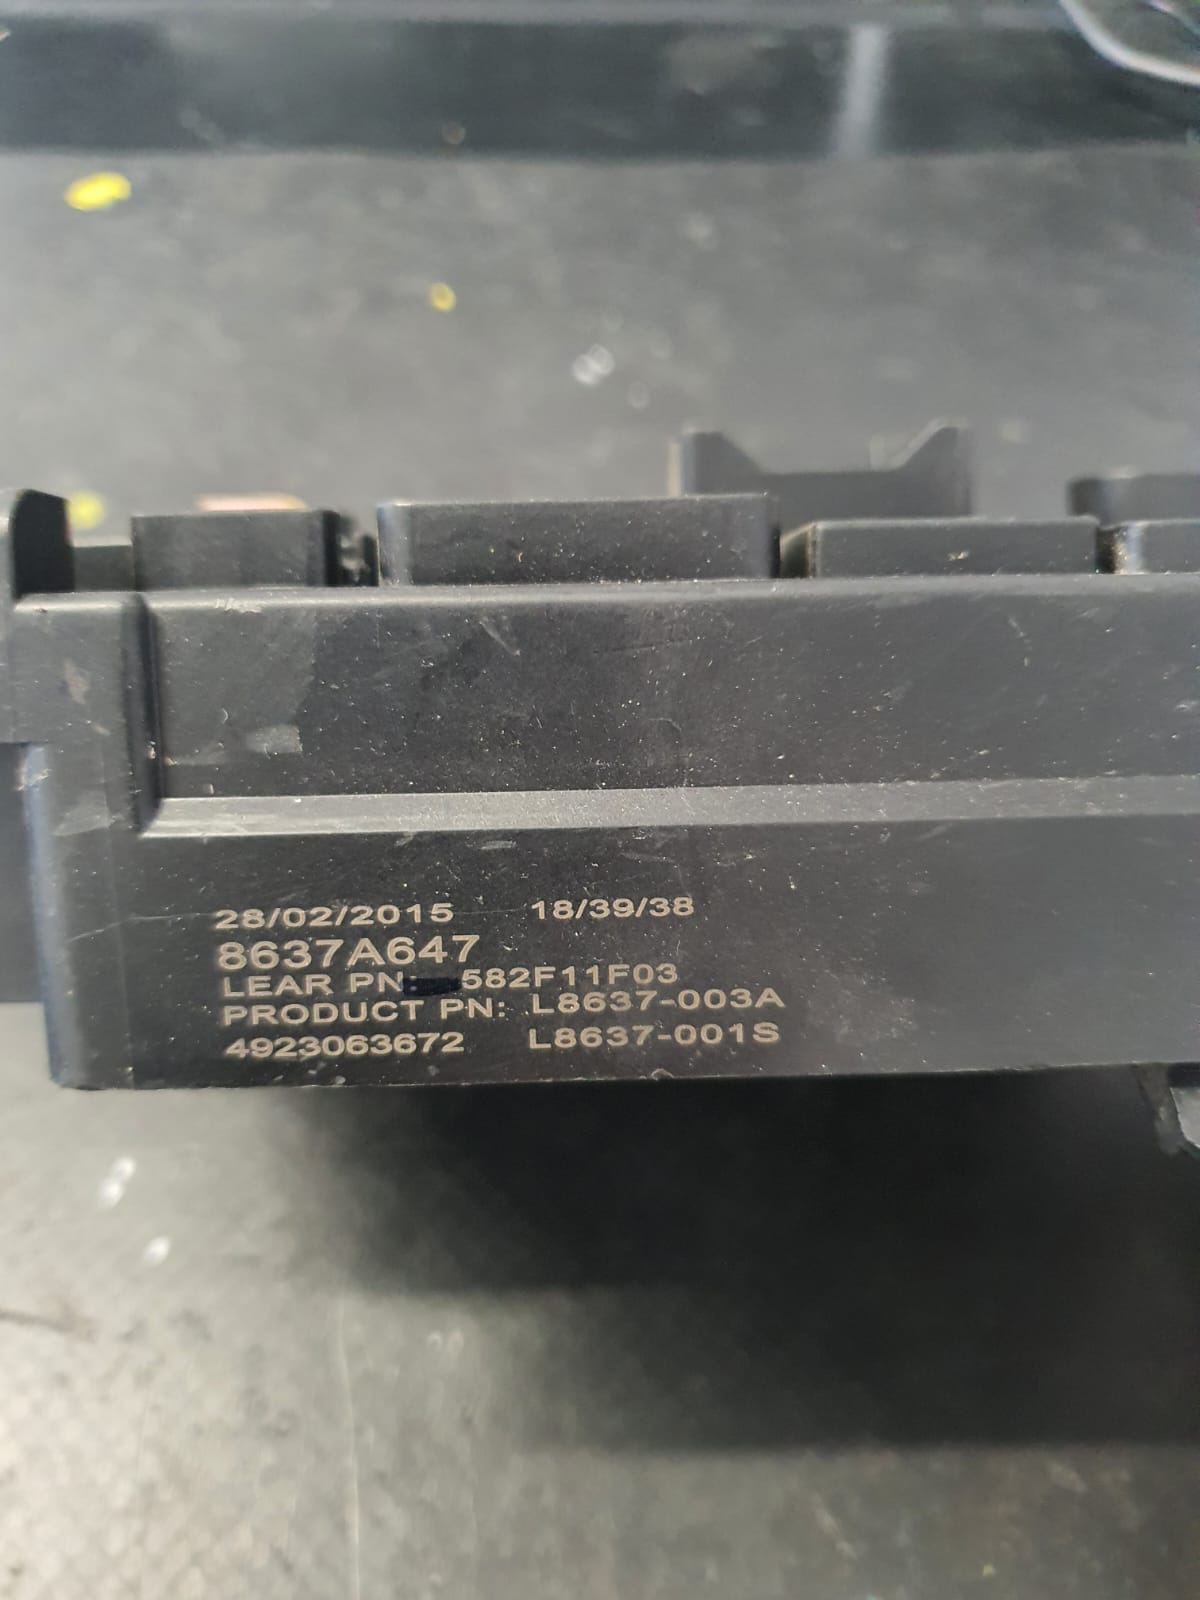 28/02/2015 18/39/38
8637A647
LEAR PN: 582F11F03
PRODUCT PN: L8637-003A
4923063672 L8637-001S